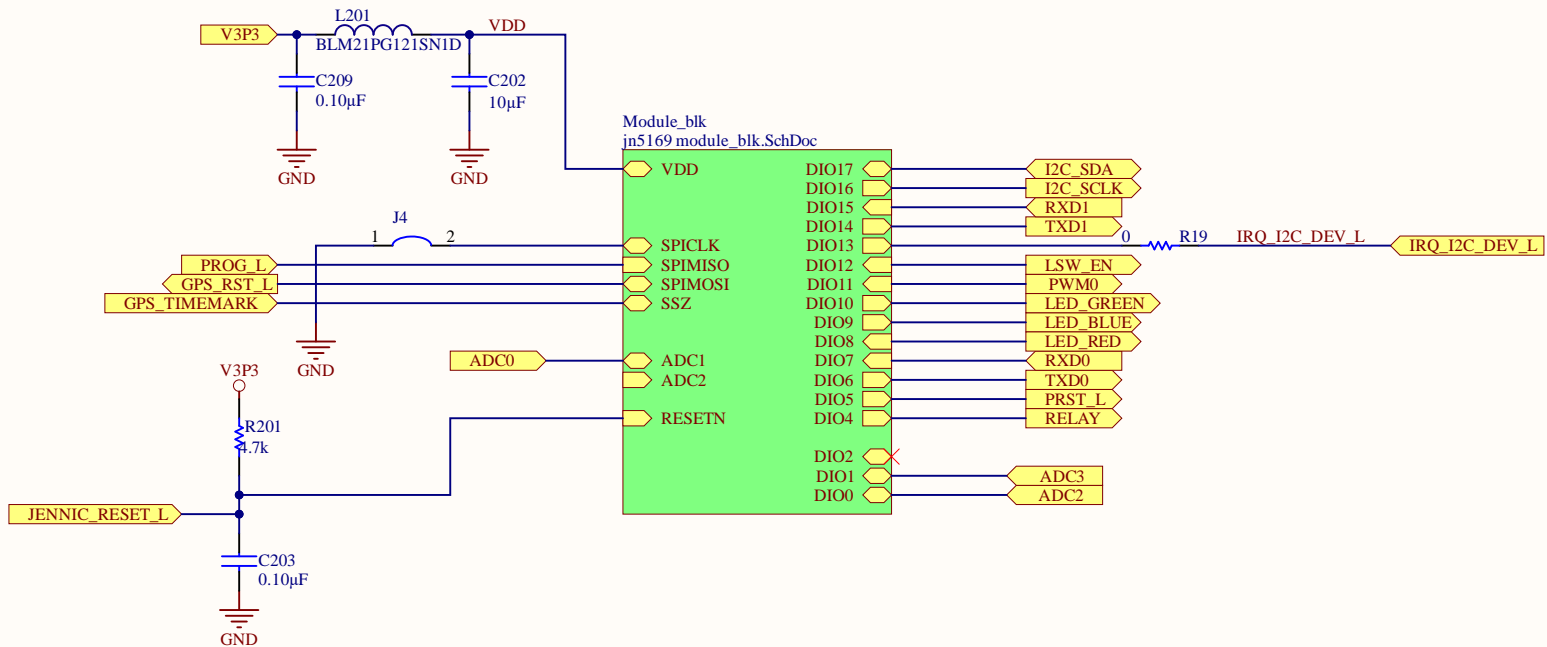 L201
V3P3
VDD
BLM21PG121SN1D
C209
0.10µF
C202
10µF
GND
GND
Module_blk
jn5169 module_blk.SchDoc
VDD
DIO17
I2C_SDA
DIO16
I2C_SCLK
DIO15
RXD1
DIO14
TXD1
J4
1
2
SPICLK
DIO13
0
R19
IRQ_I2C_DEV_L
IRQ_I2C_DEV_L
PROG_L
SPIMISO
DIO12
LSW_EN
GPS_RST_L
SPIMOSI
DIO11
PWM0
GPS_TIMEMARK
SSZ
DIO10
LED_GREEN
DIO9
LED_BLUE
DIO8
LED_RED
GND
ADC0
ADC1
DIO7
RXD0
V3P3
ADC2
DIO6
TXD0
DIO5
PRST_L
RESETN
DIO4
RELAY
R201
4.7k
DIO2
DIO1
ADC3
DIO0
ADC2
JENNIC_RESET_L
C203
0.10µF
GND